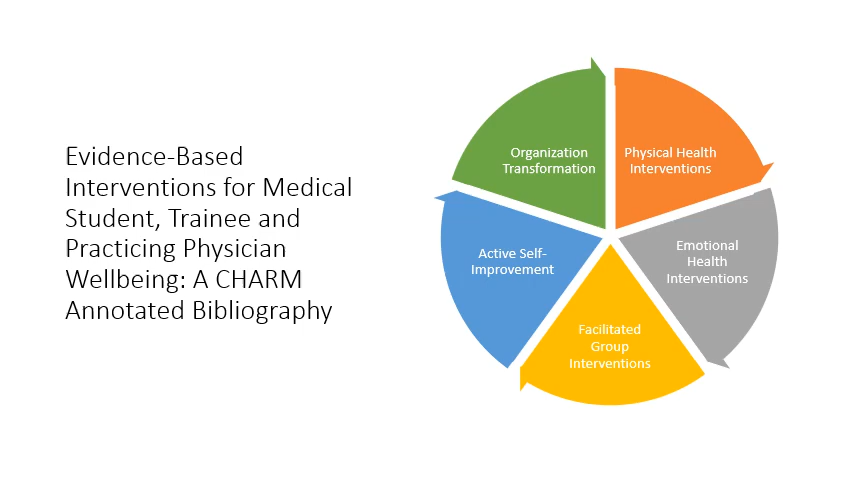 Evidence-Based
Interventions for Medical
Student, Trainee and
Practicing Physician
Wellbeing: A CHARM
Annotated Bibliography
Organization
Transformation
Physical Health
Interventions
Emotional
Health
Interventions
Facilitated
Group
Interventions
Active Self-
Improvement